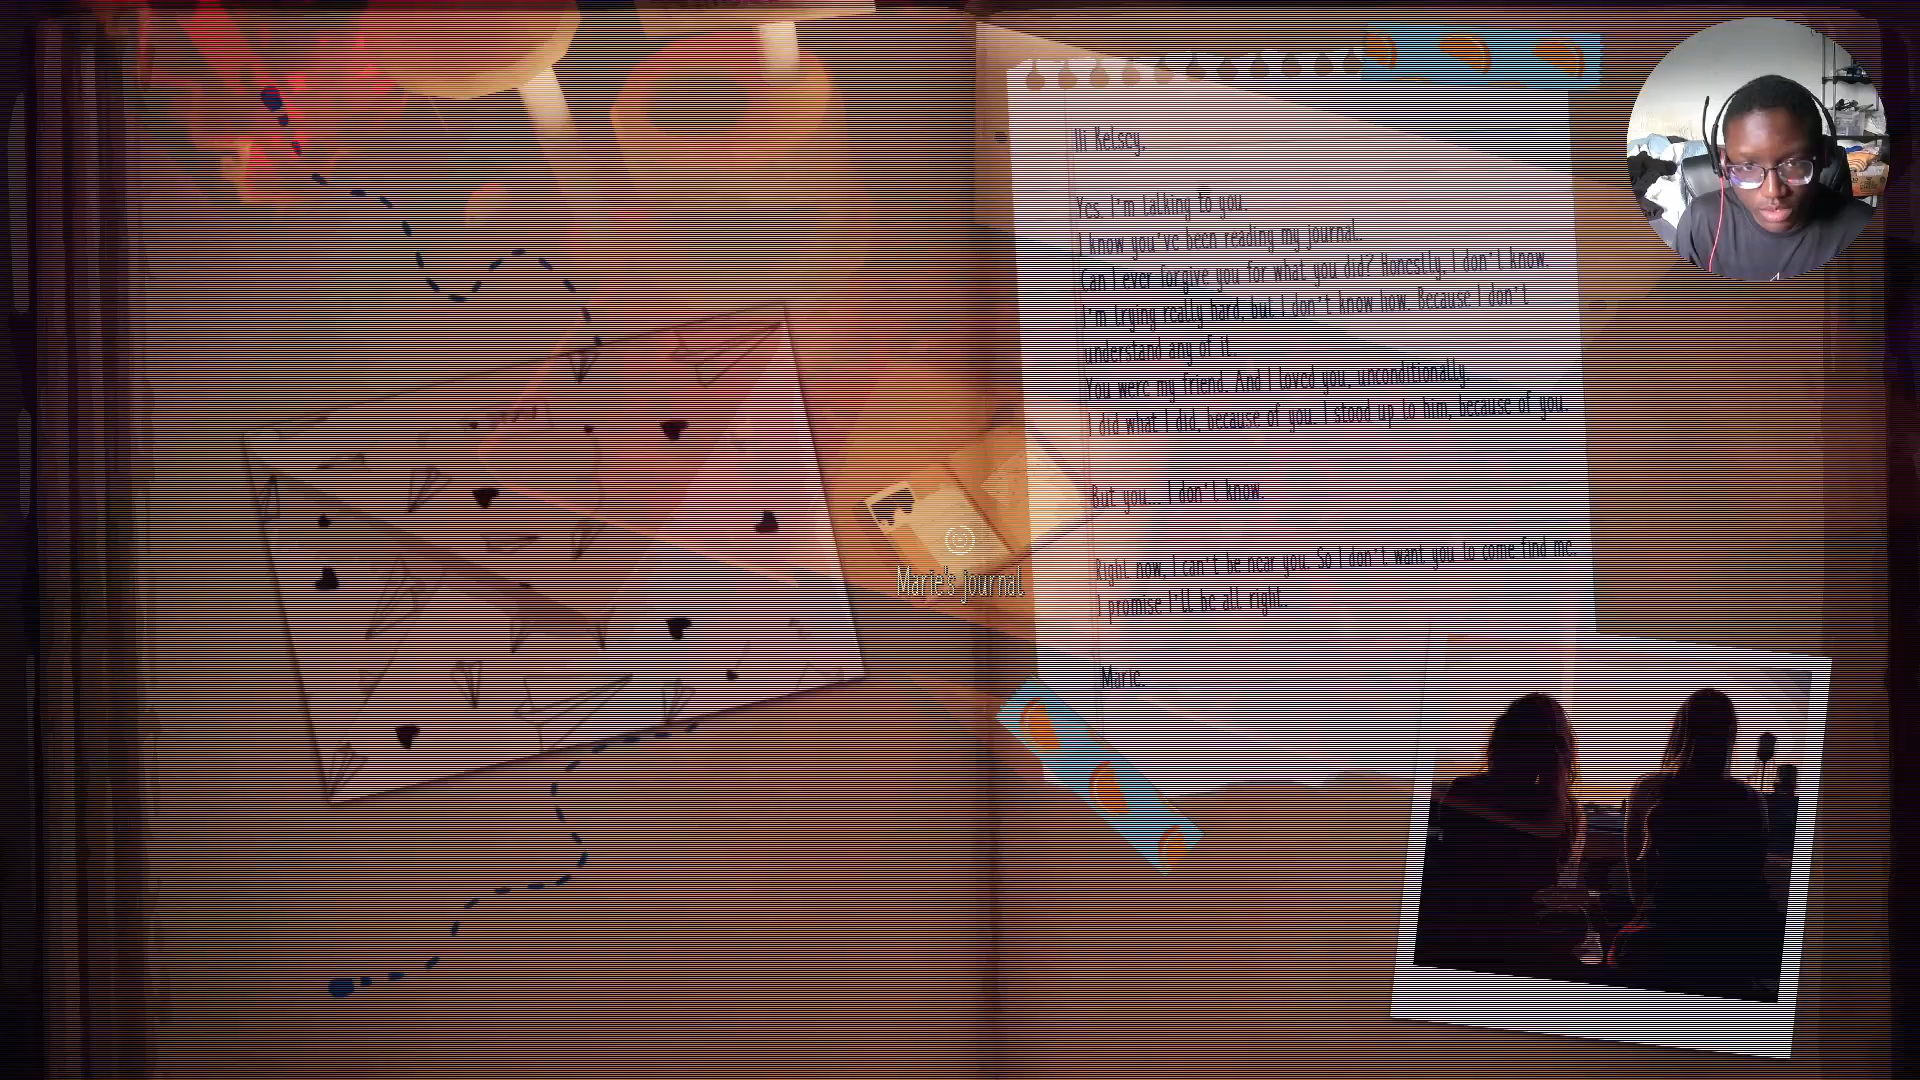 Hi Kelscy,
Yes. I'm talking to you.
I know you've been reading my journal.
Can I ever forgive you for what you did? Honestly, I don't know.
I'm trying really hard, but I don't know how. Because I don't
understand any of it.
You were my friend. And I loved you, unconditionally.
I did what I did, because of you. I stood up to him, because of you.
But you... I don't know.
Right now, I can't be near you. So I don't want you to come find me.
I promise I'll be all right.
Marie.
Marie's journal